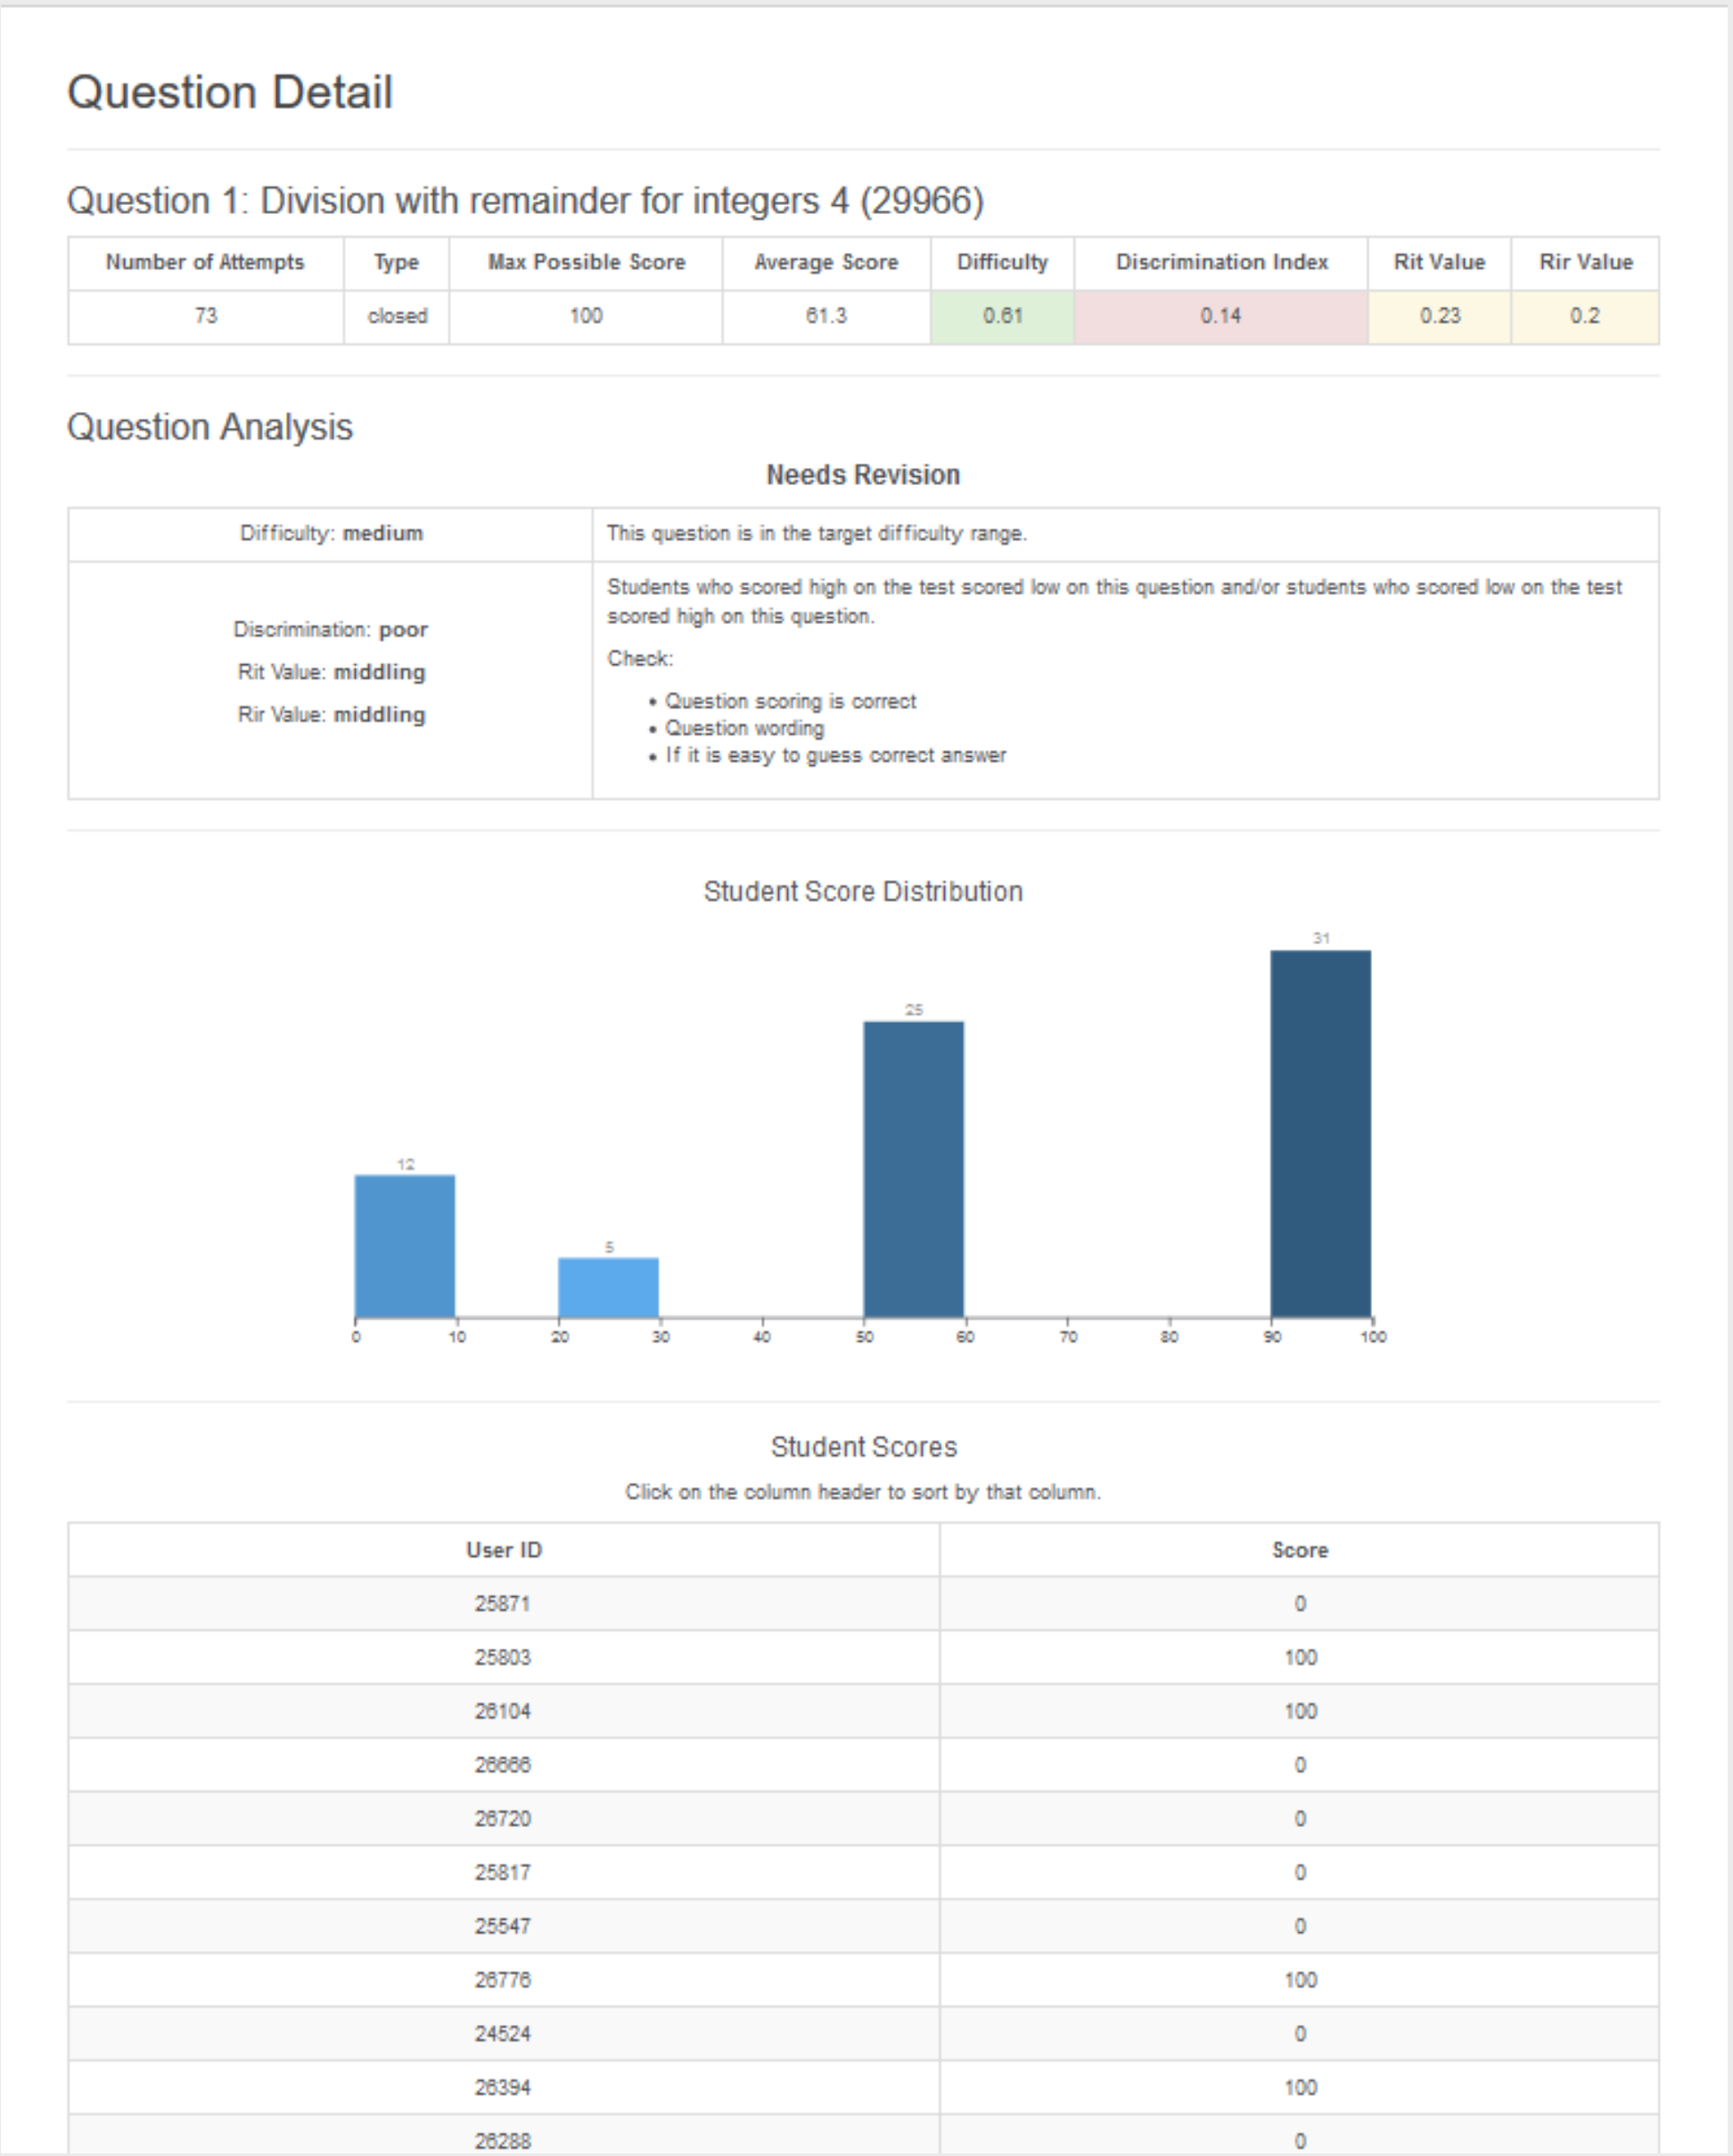 Question Detail
Question 1: Division with remainder for integers 4 (29966)
Number of Attempts Type Max Possible Score Average Score Difficulty Discrimination Index Rit Value Rir Value
73 closed 100 61.3 0.61 0.14 0.23 0.2
Question Analysis
Needs Revision
Difficulty: medium This question is in the target difficulty range.
Discrimination: poor
Rit Value: middling
Rir Value: middling
Students who scored high on the test scored low on this question and/or students who scored low on the test
scored high on this question.
Check:
• Question scoring is correct
• Question wording
• If it is easy to guess correct answer
Student Score Distribution
31
25
12
5
0 10 20 30 40 50 60 70 80 90 100
Student Scores
Click on the column header to sort by that column.
User ID Score
25871 0
25803 100
26104 100
26666 0
26720 0
25817 0
25547 0
26776 100
24524 0
26394 100
26288 0